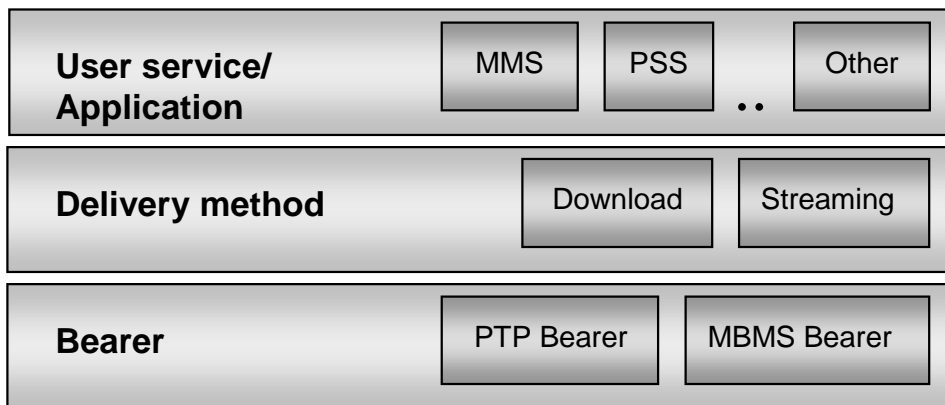 User service/
Application
MMS
PSS
..
Other
Delivery method
Download
Streaming
Bearer
PTP Bearer
MBMS Bearer